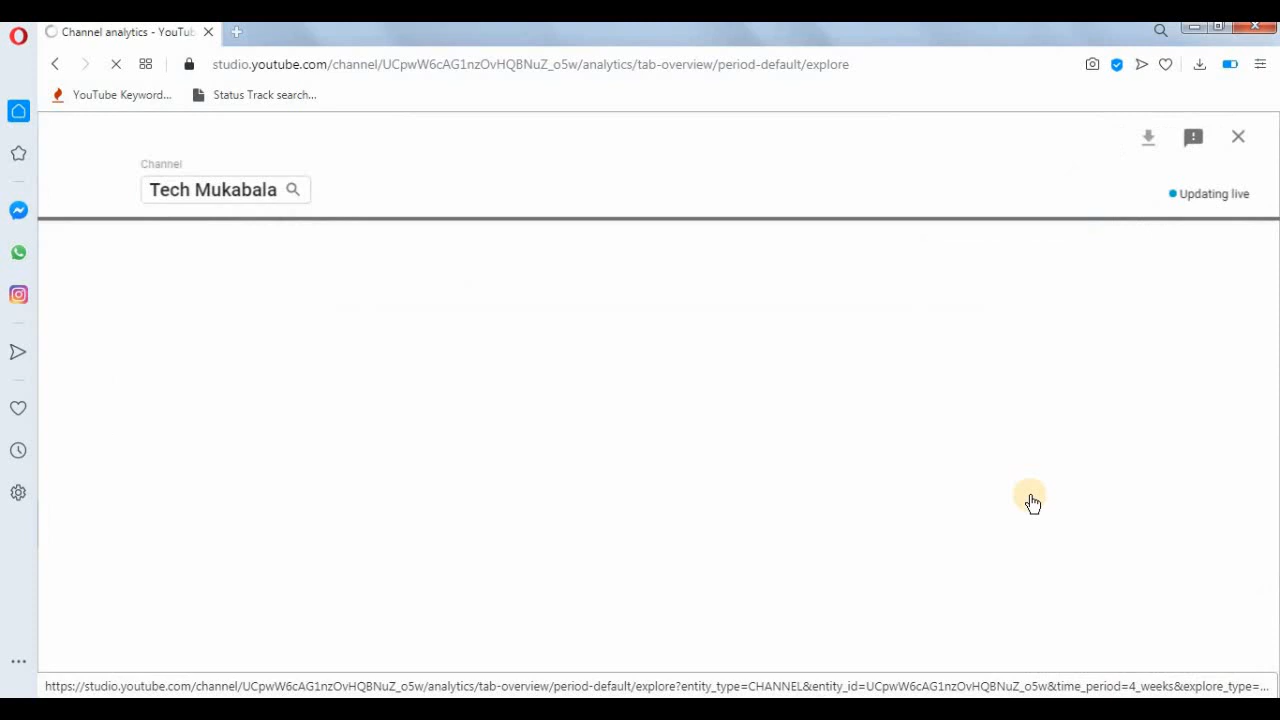 Channel analytics - YouTub
studio.youtube.com/channel/UCpwW6cAG1nzOvHQBNuZ_o5w/analytics/tab-overview/period-default/explore
YouTube Keyword... Status Track search...
Channel
Tech Mukabala
Updating live
https://studio.youtube.com/channel/UCpwW6cAG1nzOvHQBNuZ_o5w/analytics/tab-overview/period-default/explore?entity_type=CHANNEL&entity_id=UCpwW6cAG1nzOvHQBNuZ_o5w&time_period=4_weeks&explore_type=...